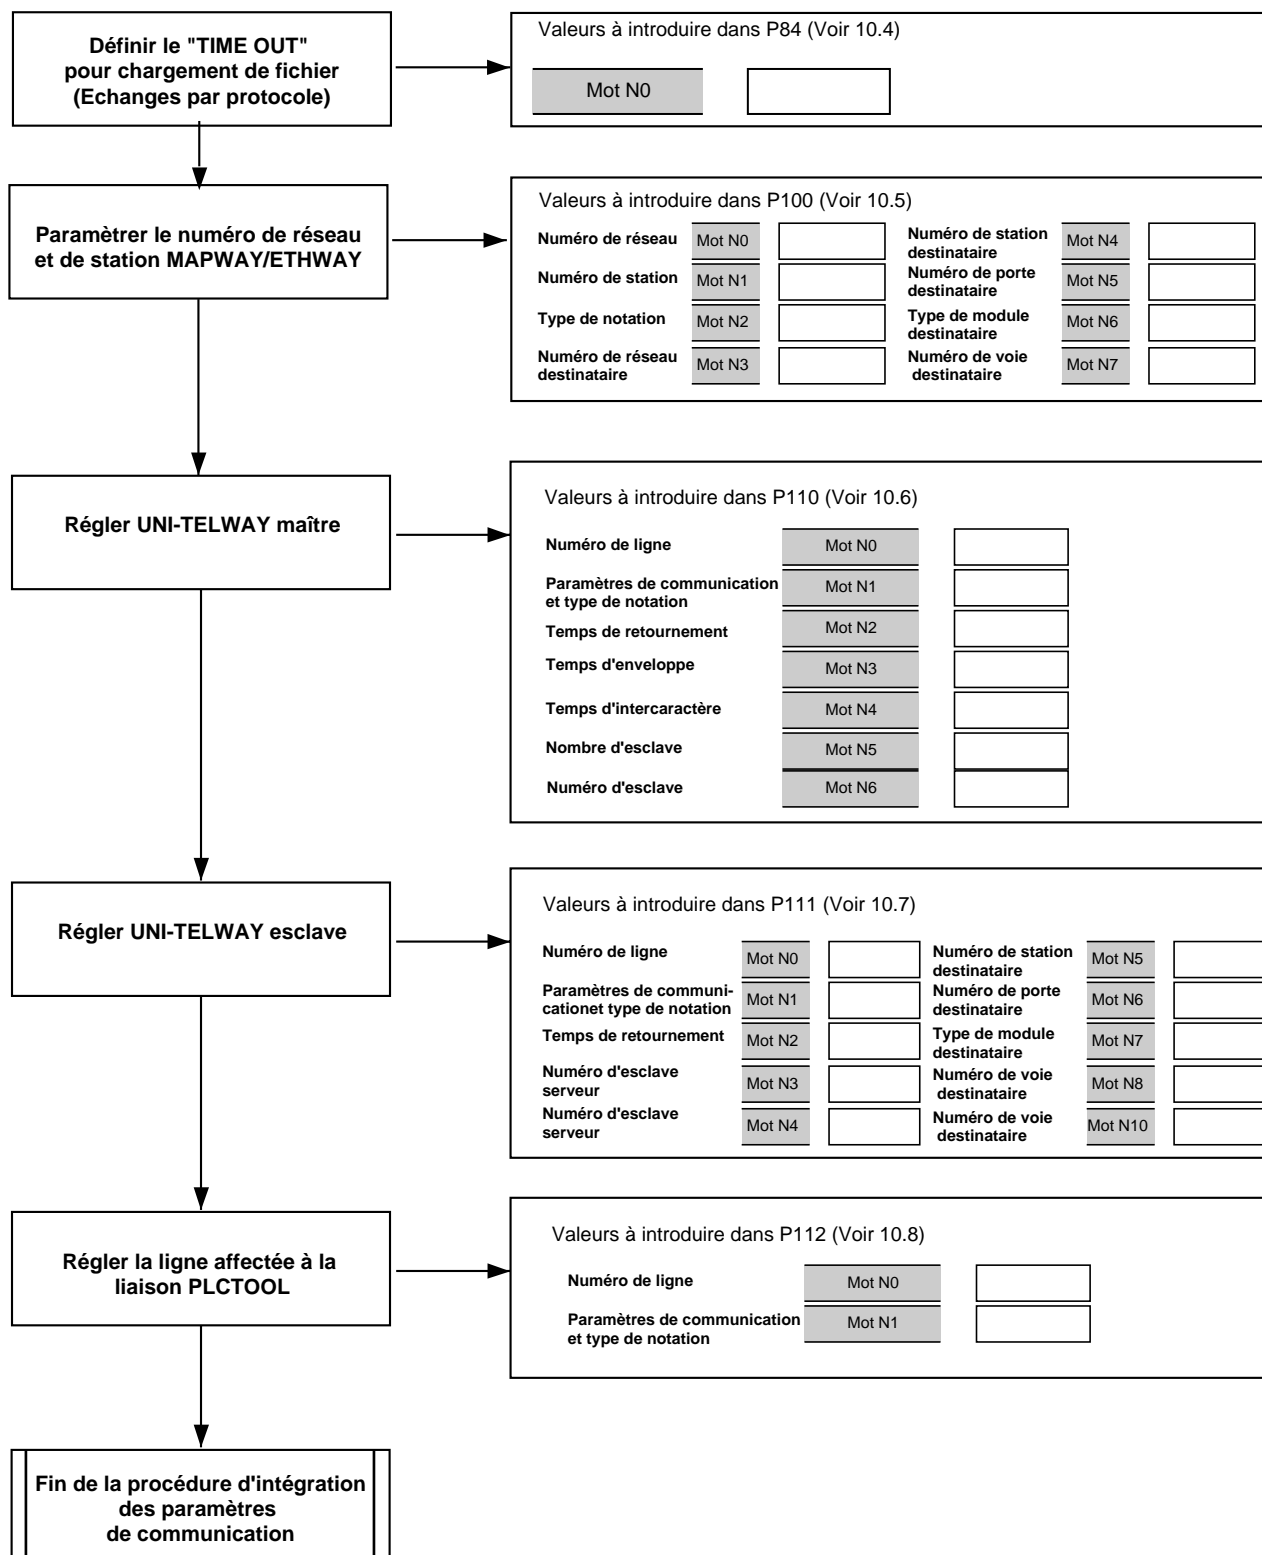 Définir le "TIME OUT"
pour chargement de fichier
(Echanges par protocole)
Valeurs à introduire dans P84 (Voir 10.4)
Mot N0
Paramètrer le numéro de réseau
et de station MAPWAY/ETHWAY
Valeurs à introduire dans P100 (Voir 10.5)
Numéro de réseau
Mot N0
Numéro de station
Mot N1
Type de notation
Mot N2
Numéro de réseau
destinataire
Mot N3
Numéro de station
destinataire
Mot N4
Numéro de porte
destinataire
Mot N5
Type de module
destinataire
Mot N6
Numéro de voie
destinataire
Mot N7
Régler UNI-TELWAY maître
Valeurs à introduire dans P110 (Voir 10.6)
Numéro de ligne
Mot N0
Paramètres de communication
et type de notation
Mot N1
Temps de retournement
Mot N2
Temps d'enveloppe
Mot N3
Temps d'intercaractère
Mot N4
Nombre d'esclave
Mot N5
Numéro d'esclave
Mot N6
Régler UNI-TELWAY esclave
Valeurs à introduire dans P111 (Voir 10.7)
Numéro de ligne
Mot N0
Paramètres de communi-
cationet type de notation
Mot N1
Temps de retournement
Mot N2
Numéro d'esclave
serveur
Mot N3
Numéro d'esclave
serveur
Mot N4
Numéro de station
destinataire
Mot N5
Numéro de porte
destinataire
Mot N6
Type de module
destinataire
Mot N7
Numéro de voie
destinataire
Mot N8
Numéro de voie
destinataire
Mot N10
Régler la ligne affectée à la
liaison PLCTOOL
Valeurs à introduire dans P112 (Voir 10.8)
Numéro de ligne
Mot N0
Paramètres de communication
et type de notation
Mot N1
Fin de la procédure d'intégration
des paramètres
de communication